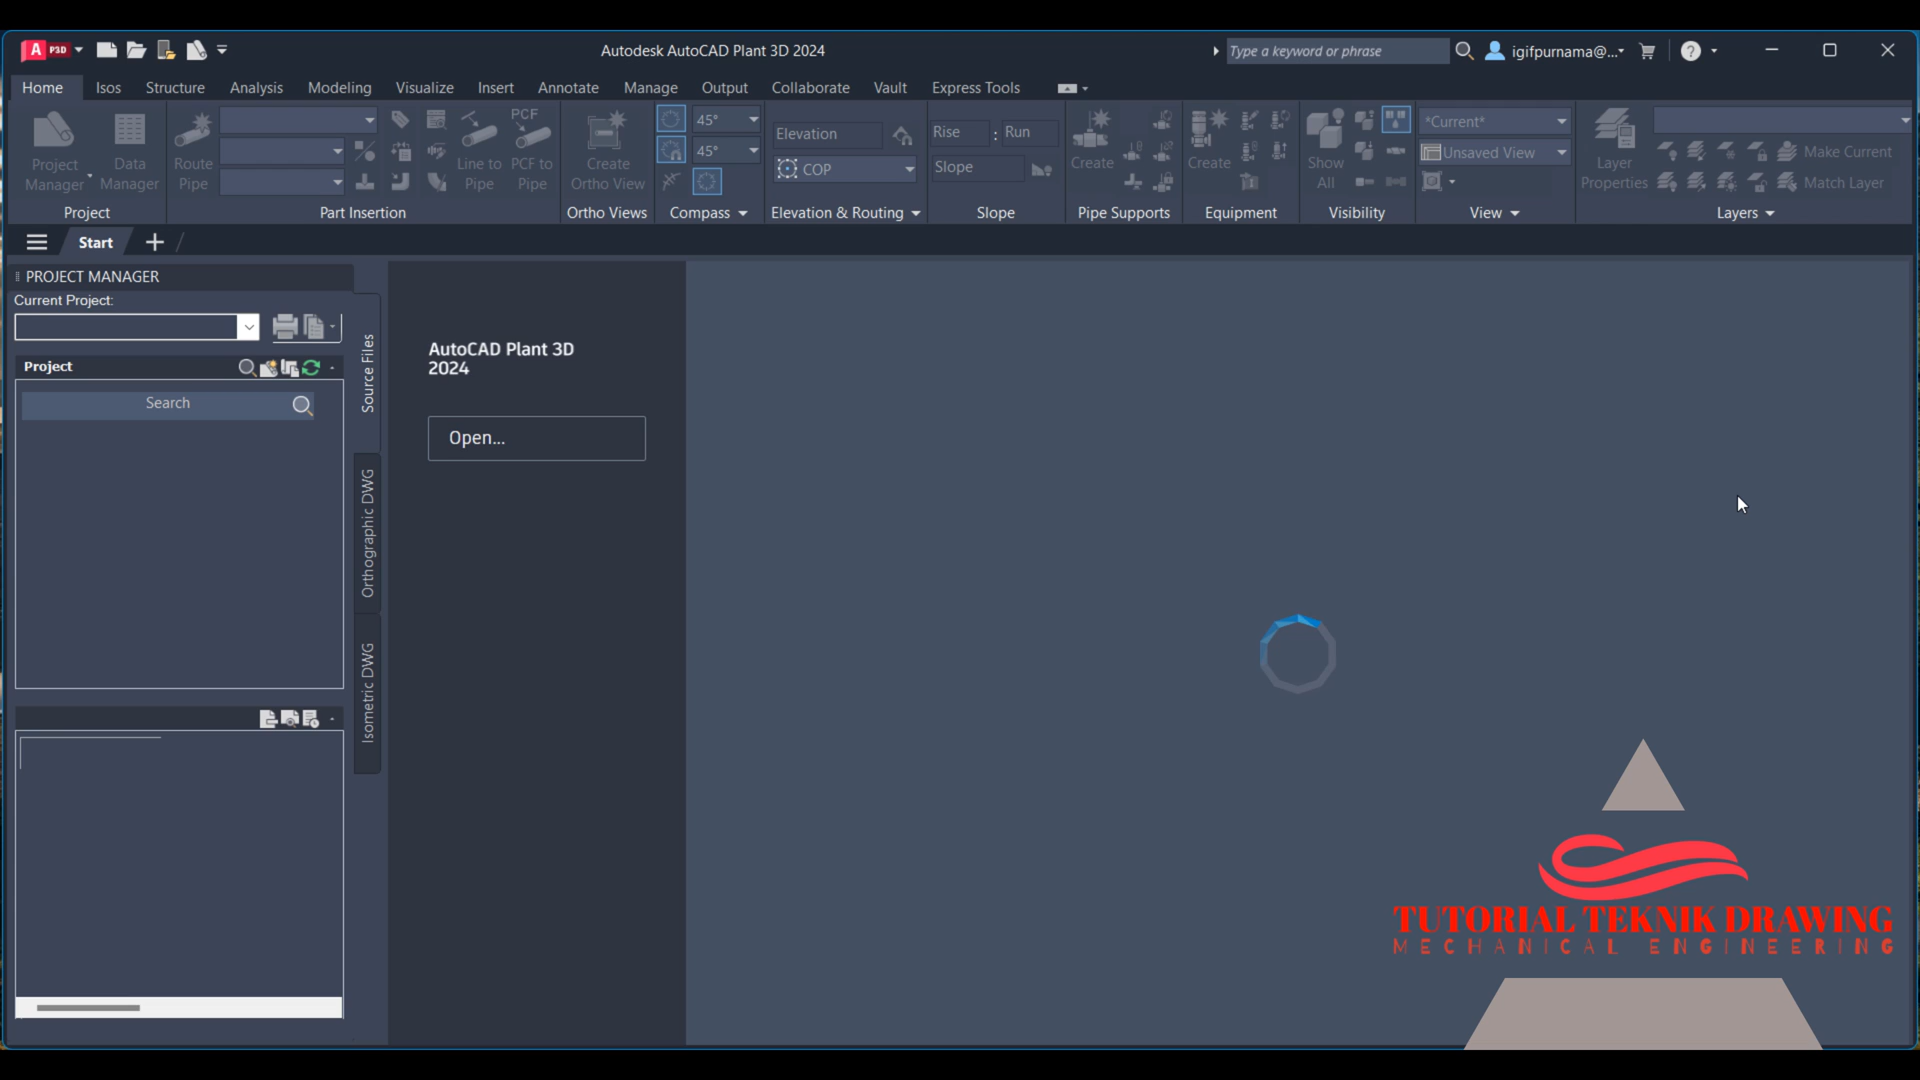 A P3D
Autodesk AutoCAD Plant 3D 2024
Type a keyword or phrase
igifpurnama@...
Home Isos Structure Analysis Modeling Visualize Insert Annotate Manage Output Collaborate Vault Express Tools
Project
Manager
Data
Manager
Route
Pipe
Line to
Pipe
PCF
PCF to
Pipe
Create
Ortho View
45°
45°
Elevation
COP
Rise : Run
Slope
Create
Create
Show
All
*Current*
Unsaved View
Layer
Properties
Make Current
Match Layer
Project Part Insertion Ortho Views Compass Elevation & Routing Slope Pipe Supports Equipment Visibility View Layers
Start
PROJECT MANAGER
Current Project:
Project
Search
Source Files
Orthographic DWG
Isometric DWG
AutoCAD Plant 3D
2024
Open...
TUTORIAL TEKNIK DRAWING
MECHANICAL ENGINEERING